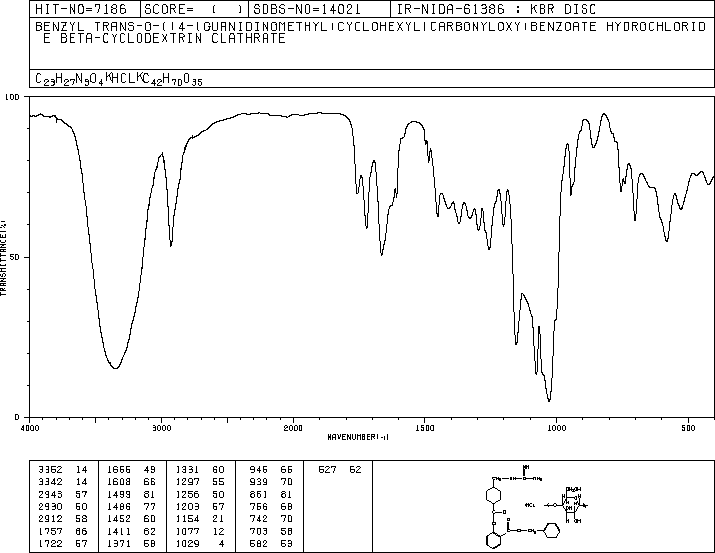 HIT-NO=7186 SCORE= ( ) SDBS-NO=14021 IR-NIDA-61386 : KBR DISC
BENZYL TRANS-O-((4-(GUANIDINOMETHYL)CYCLOHEXYL)CARBONYLOXY)BENZOATE HYDROCHLORID
E BETA-CYCLODEXTRIN CLATHRATE
C23H27N3O4KHCLKC42H70O35
100
50
0
TRANSMITTANCE(%)
4000 3000 2000 1500 1000 500
WAVENUMBER(-1)
3362 14 1666 49 1331 60 946 66 527 62
3342 14 1608 66 1297 55 939 70
2943 57 1499 81 1256 50 861 81
2930 50 1486 77 1203 57 756 68
2912 58 1452 60 1154 21 742 70
1757 66 1411 62 1077 12 703 58
1722 57 1371 58 1029 4 582 53